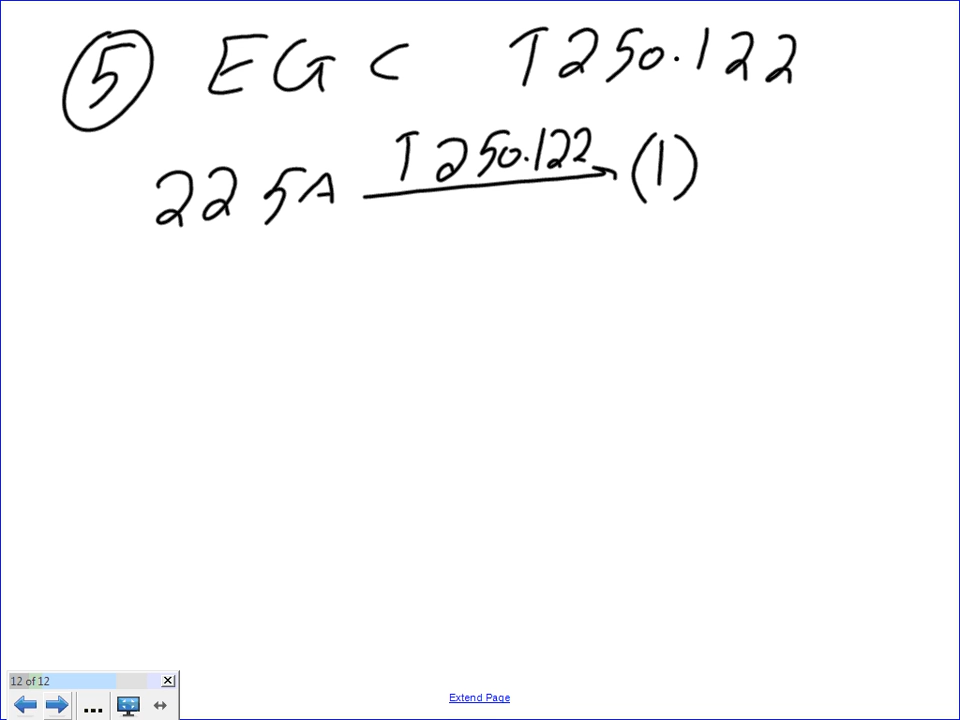 5 EGC T250.122
225A T250.122 (1)
12 of 12
...
Extend Page